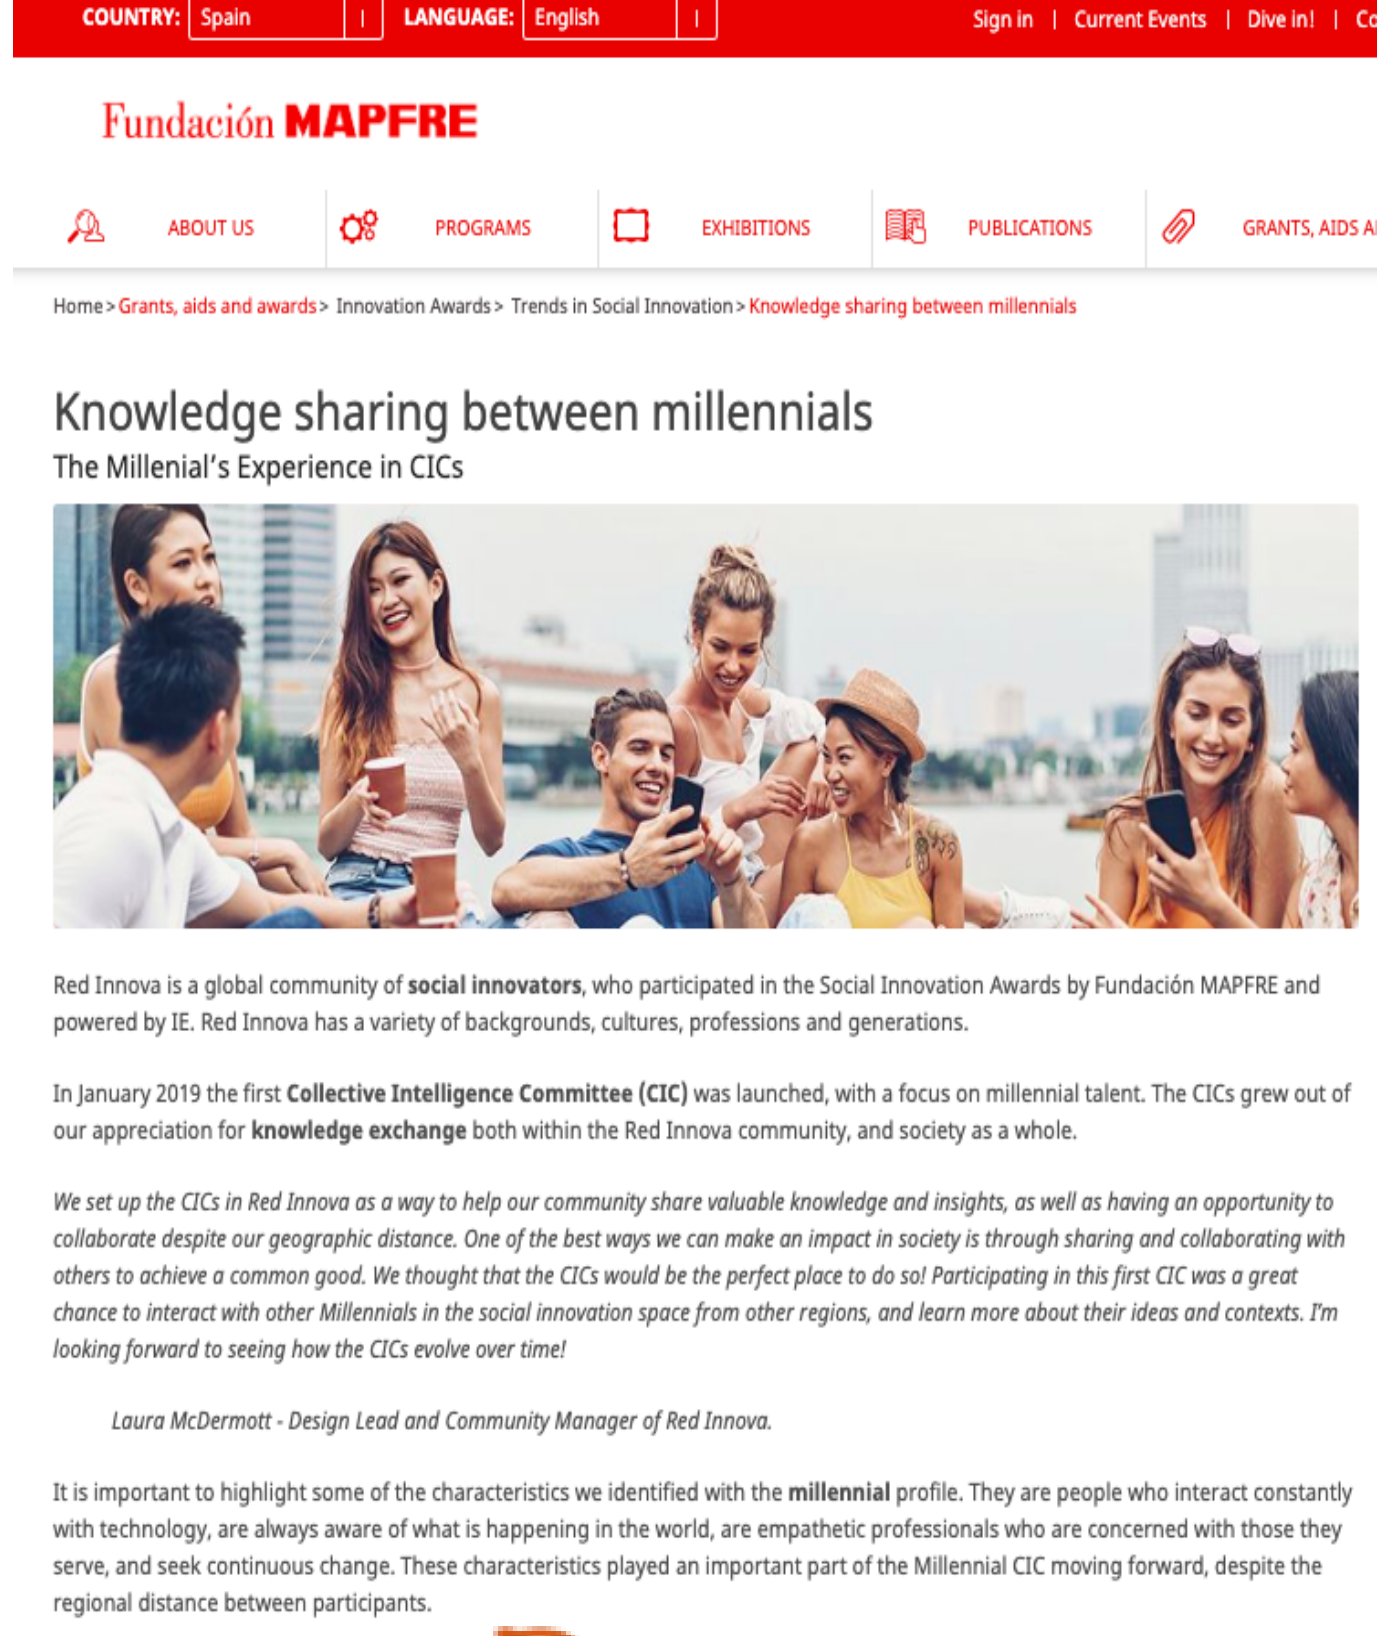 COUNTRY: Spain | LANGUAGE: English | Sign in | Current Events | Dive in! |
Fundación MAPFRE
ABOUT US PROGRAMS EXHIBITIONS PUBLICATIONS GRANTS, AIDS
Home > Grants, aids and awards > Innovation Awards > Trends in Social Innovation > Knowledge sharing between millennials
Knowledge sharing between millennials
The Millenial’s Experience in CICs
Red Innova is a global community of social innovators, who participated in the Social Innovation Awards by Fundación MAPFRE and
powered by IE. Red Innova has a variety of backgrounds, cultures, professions and generations.
In January 2019 the first Collective Intelligence Committee (CIC) was launched, with a focus on millennial talent. The CICs grew out of
our appreciation for knowledge exchange both within the Red Innova community, and society as a whole.
We set up the CICs in Red Innova as a way to help our community share valuable knowledge and insights, as well as having an opportunity to
collaborate despite our geographic distance. One of the best ways we can make an impact in society is through sharing and collaborating with
others to achieve a common good. We thought that the CICs would be the perfect place to do so! Participating in this first CIC was a great
chance to interact with other Millennials in the social innovation space from other regions, and learn more about their ideas and contexts. I’m
looking forward to seeing how the CICs evolve over time!
Laura McDermott - Design Lead and Community Manager of Red Innova.
It is important to highlight some of the characteristics we identified with the millennial profile. They are people who interact constantly
with technology, are always aware of what is happening in the world, are empathetic professionals who are concerned with those they
serve, and seek continuous change. These characteristics played an important part of the Millennial CIC moving forward, despite the
regional distance between participants.